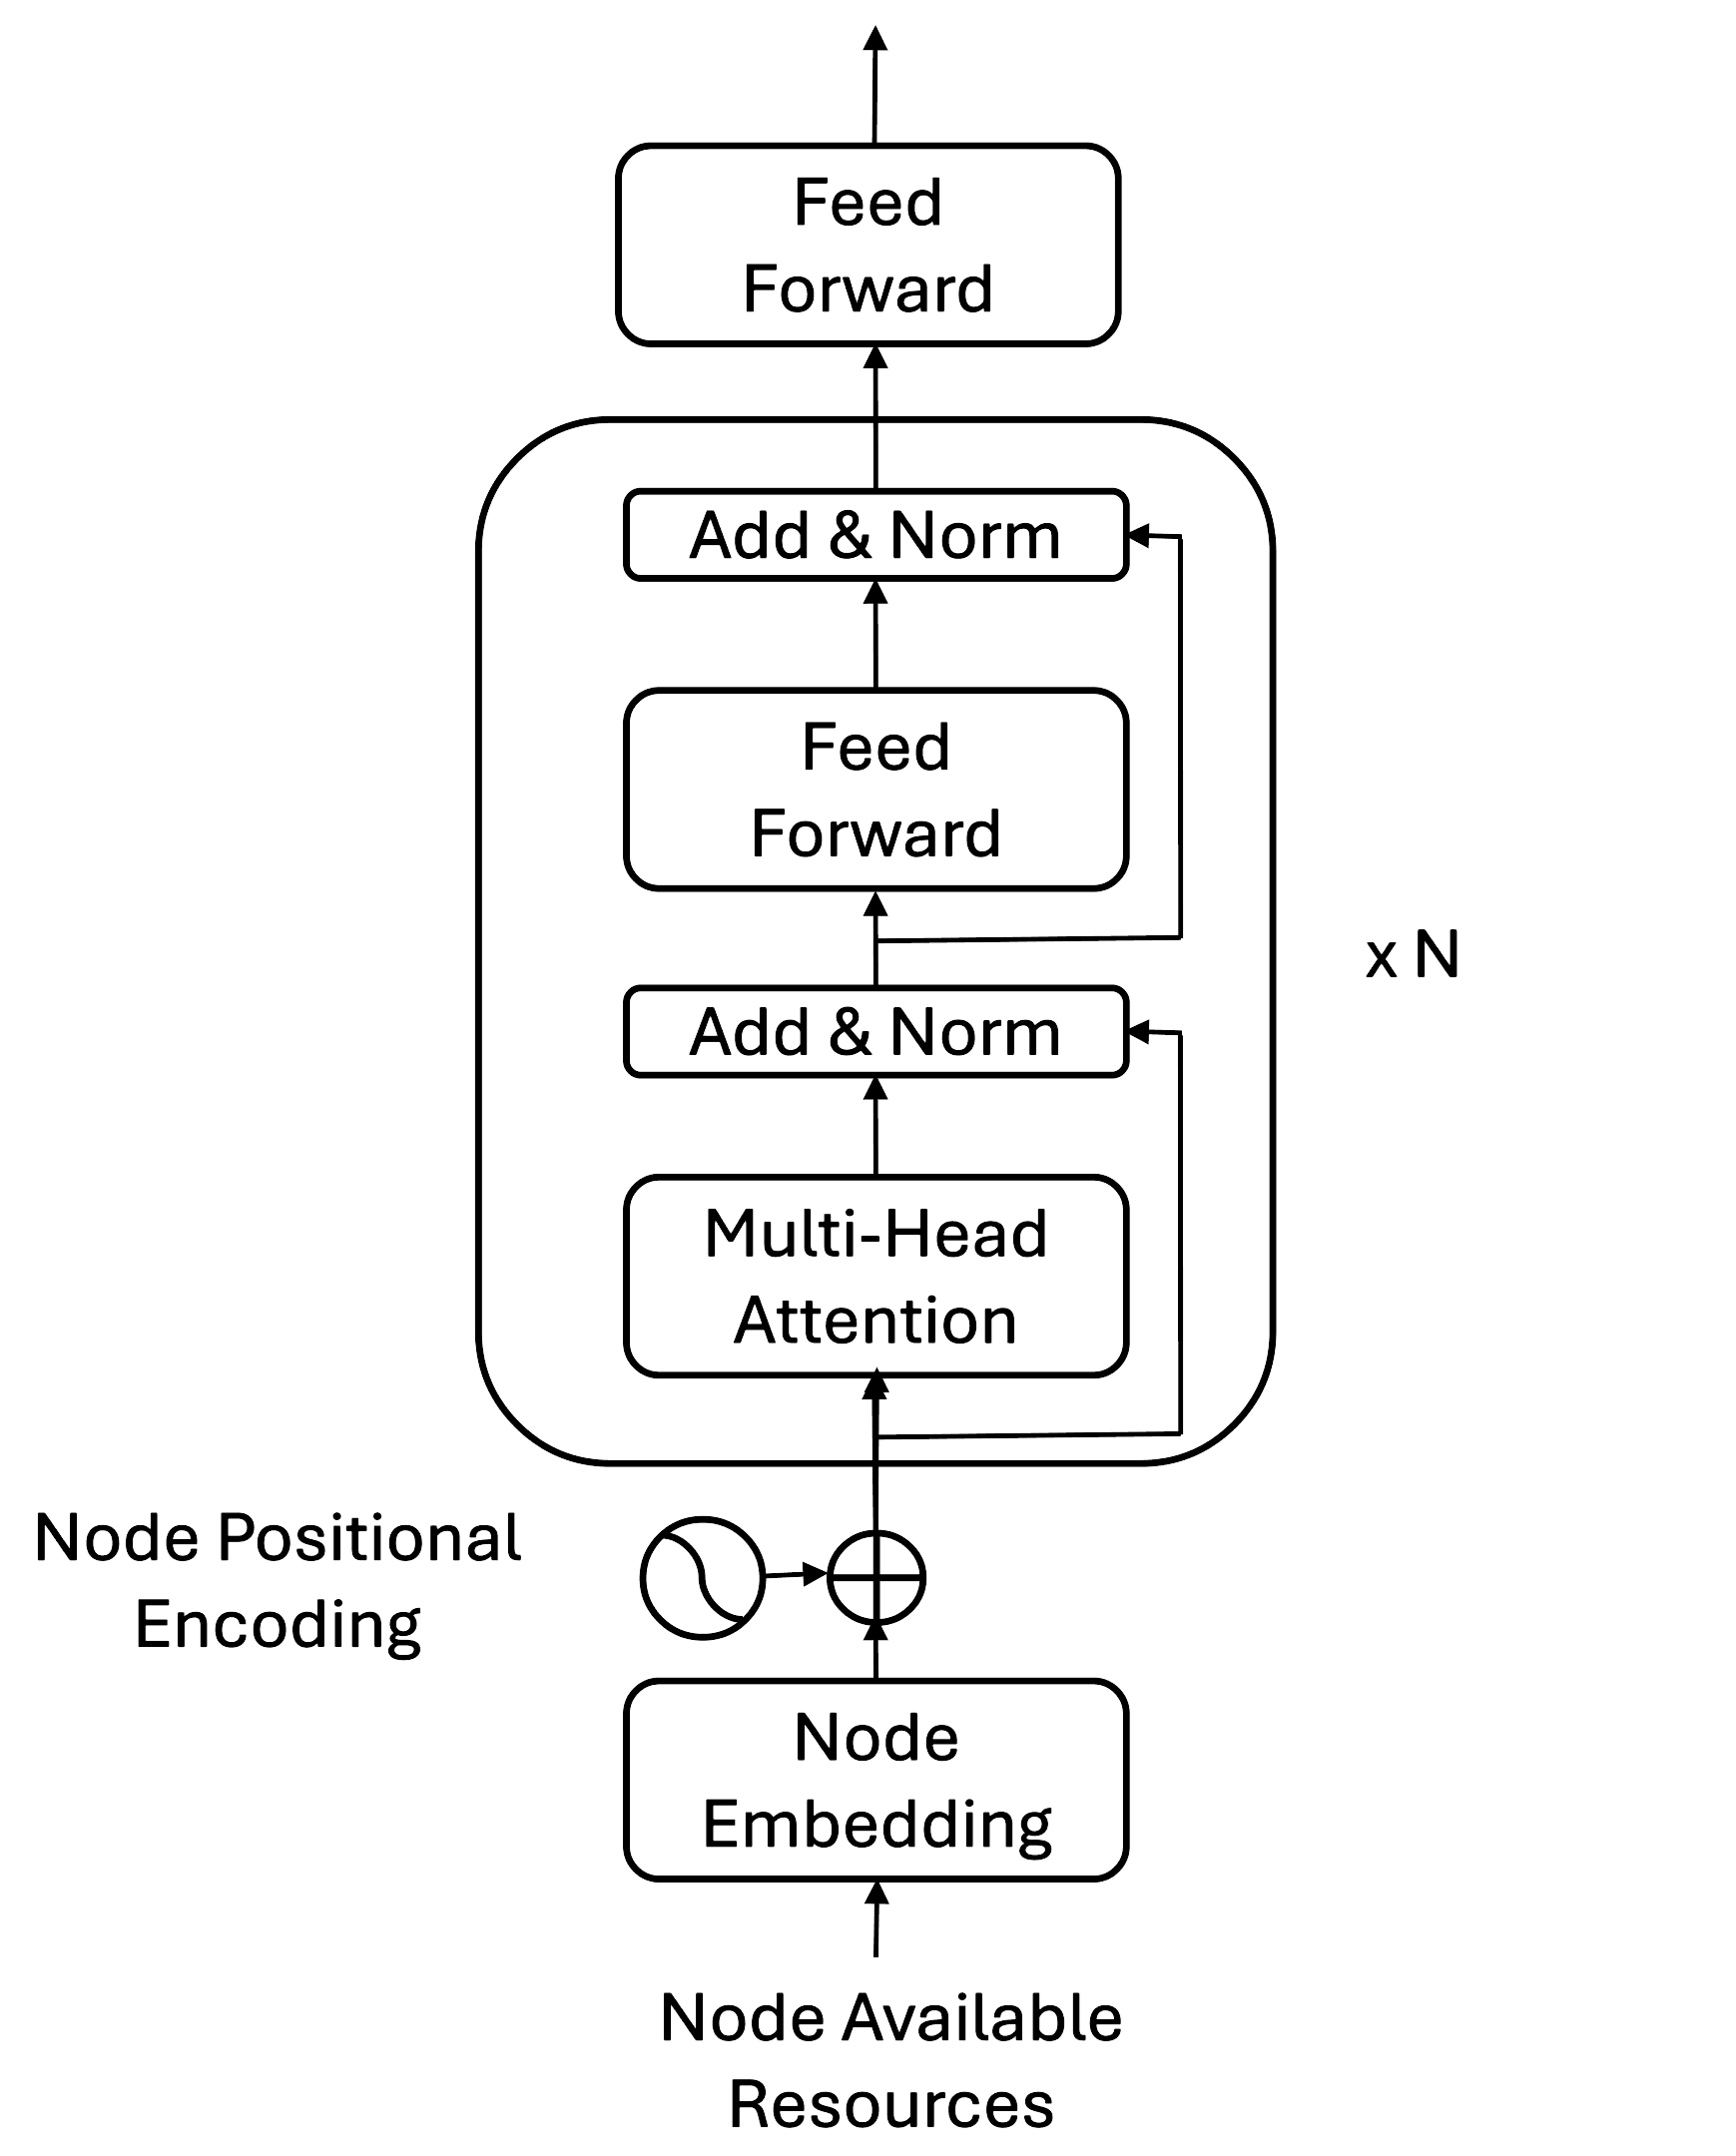 Feed
Forward
Add & Norm
Feed
Forward
x N
Add & Norm
Multi-Head
Attention
Node Positional
Encoding
Node
Embedding
Node Available
Resources